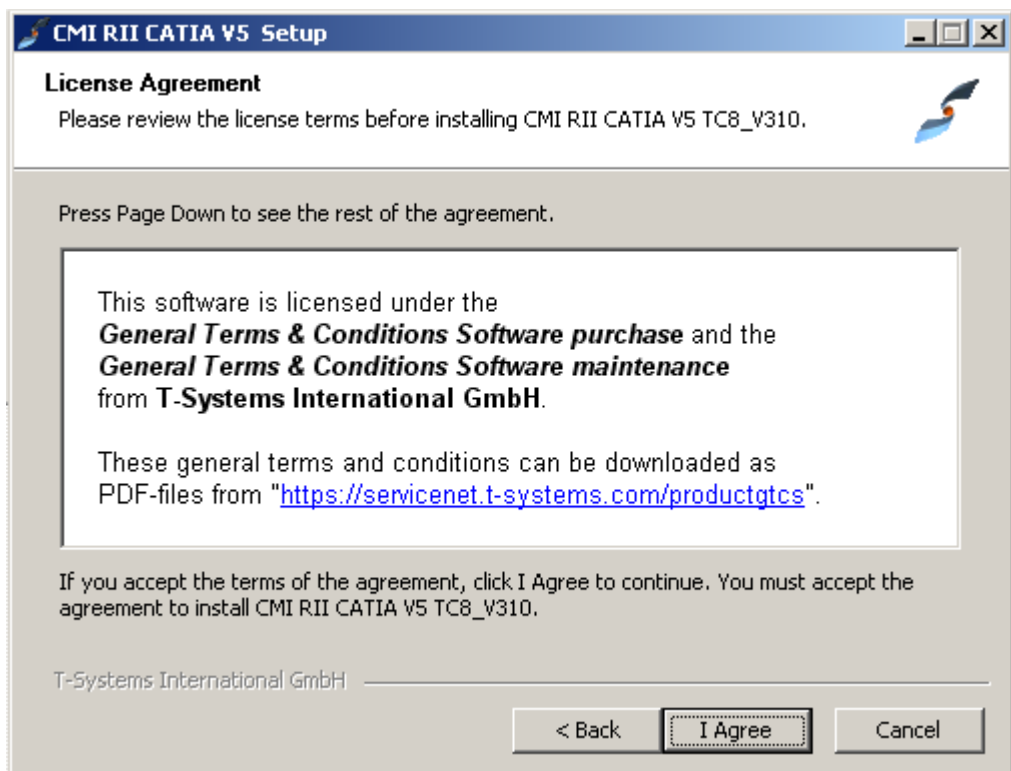 CMI RII CATIA V5 Setup
License Agreement
Please review the license terms before installing CMI RII CATIA V5 TC8_V310.
Press Page Down to see the rest of the agreement.
This software is licensed under the
General Terms & Conditions Software purchase and the
General Terms & Conditions Software maintenance
from T-Systems International GmbH.
These general terms and conditions can be downloaded as
PDF-files from "https://servicenet.t-systems.com/productgtcs".
If you accept the terms of the agreement, click I Agree to continue. You must accept the
agreement to install CMI RII CATIA V5 TC8_V310.
T-Systems International GmbH
< Back I Agree Cancel